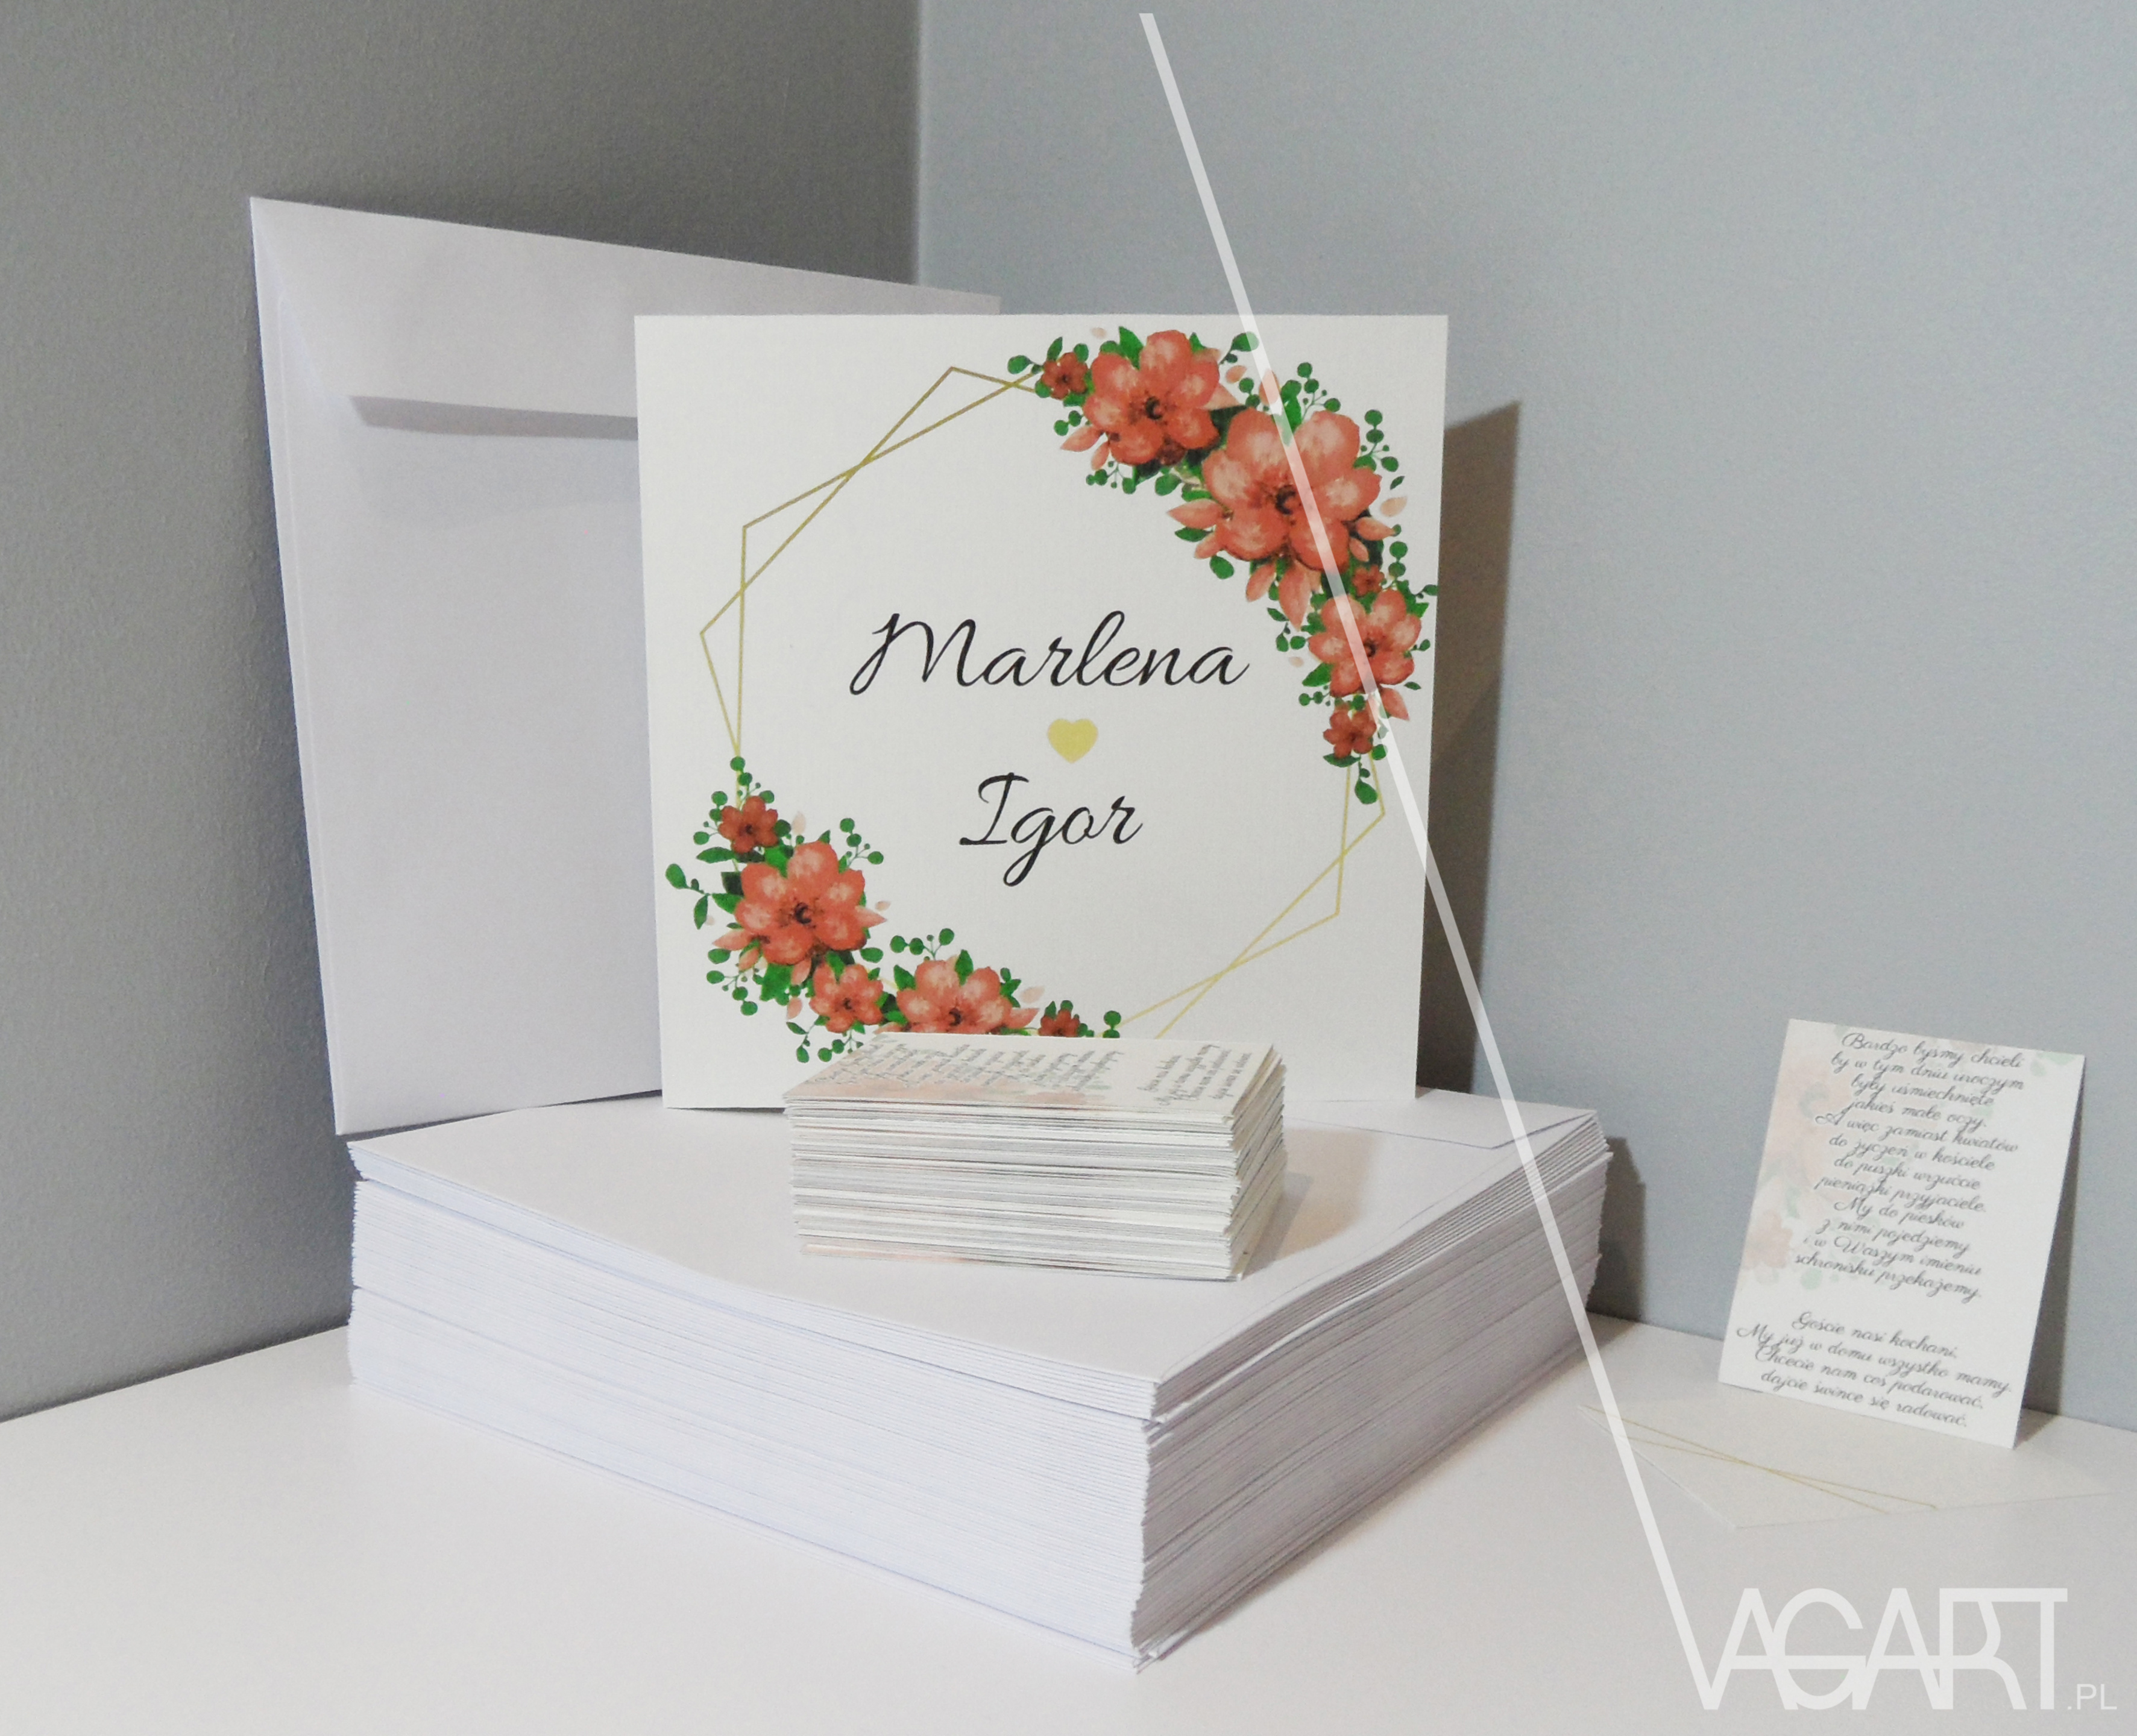 Marlena
Igor
Bardzo byśmy chcieli
by w tym dniu uroczym
były uśmiechnięte
jakieś małe oczy.
A więc zamiast kwiatów
do życzeń w kościele
do puszki wrzućcie
pieniążki przyjaciele.
My do piesków
z nimi pojedziemy
i w Waszym imieniu
schronisku przekażemy.
Goście nasi kochani,
My już w domu wszystko mamy.
Chcecie nam coś podarować,
dajcie śwince się radować.
VAGART.PL